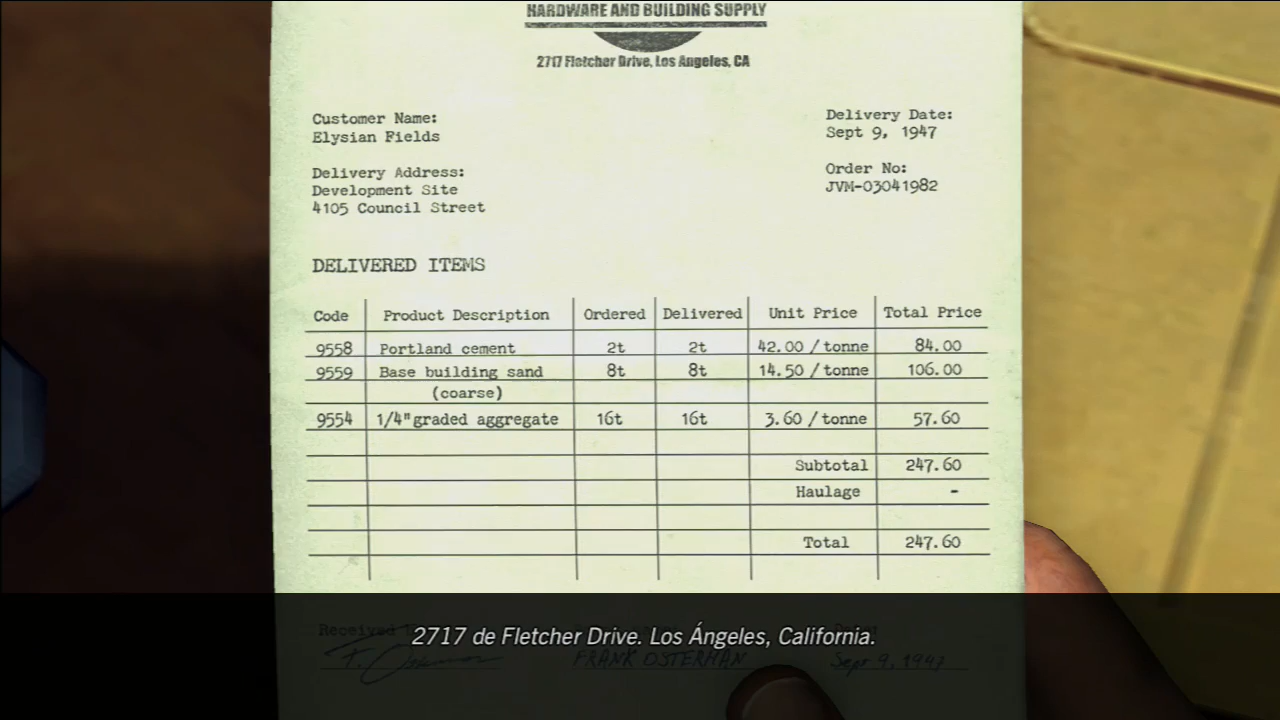 HARDWARE AND BUILDING SUPPLY
2717 Fletcher Drive, Los Angeles, CA
Customer Name:
Elysian Fields
Delivery Date:
Sept 9, 1947
Delivery Address:
Development Site
4105 Council Street
Order No:
JVM-03041982
DELIVERED ITEMS
Code Product Description Ordered Delivered Unit Price Total Price
9558 Portland cement 2t 2t 42.00 / tonne 84.00
9559 Base building sand 8t 8t 14.50 / tonne 106.00
(coarse)
9554 1/4" graded aggregate 16t 16t 3.60 / tonne 57.60
Subtotal 247.60
Haulage -
Total 247.60
Received
2717 de Fletcher Drive. Los Ángeles, California.
FRANK OSTERMAN Sept 9, 1947